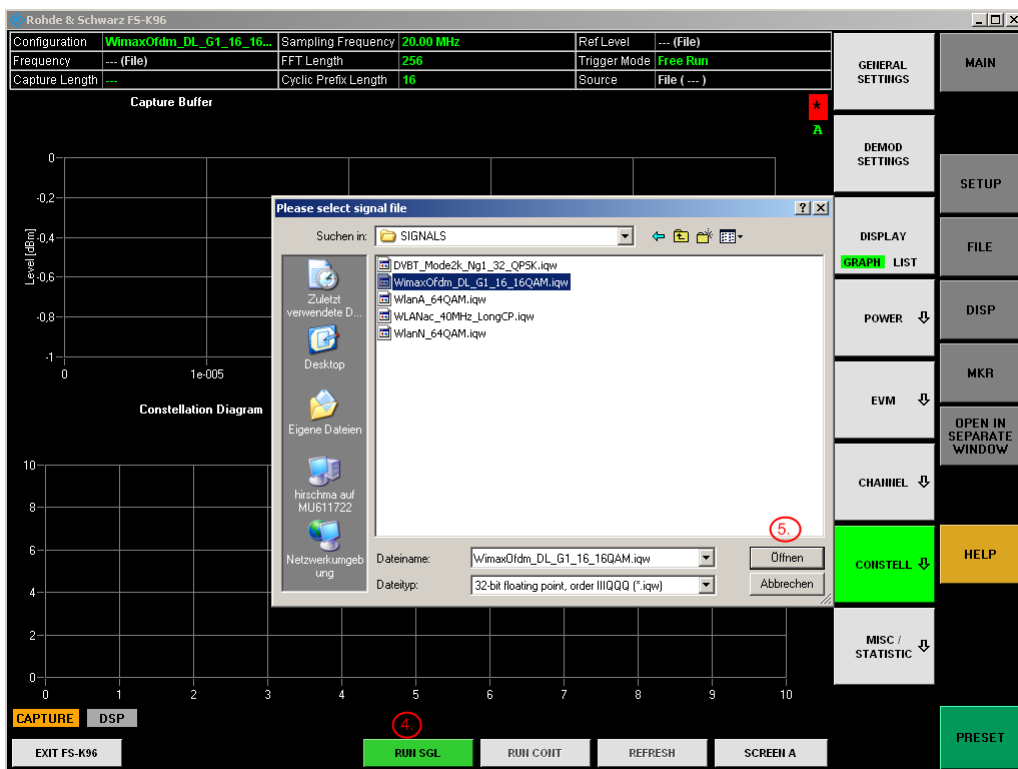 Rohde & Schwarz FS-K96
Configuration WimaxOfdm_DL_G1_16_16... Sampling Frequency 20.00 MHz Ref Level --- (File)
Frequency --- (File) FFT Length 256 Trigger Mode Free Run
Capture Length --- Cyclic Prefix Length 16 Source File ( --- )
Capture Buffer
*
A
Level [dBm]
0
-0,2
-0,4
-0,6
-0,8
-1
0 1e-005
Constellation Diagram
10
8
6
4
2
0
0 1 2 3 4 5 6 7 8 9 10
Please select signal file
Suchen in: SIGNALS
Zuletzt
verwendete D...
Desktop
Eigene Dateien
hirschma auf
MU611722
Netzwerkumgeb
ung
DVBT_Mode2k_Ng1_32_QPSK.iqw
WimaxOfdm_DL_G1_16_16QAM.iqw
WlanA_64QAM.iqw
WLANac_40MHz_LongCP.iqw
WlanN_64QAM.iqw
5.
Dateiname: WimaxOfdm_DL_G1_16_16QAM.iqw Öffnen
Dateityp: 32-bit floating point, order IIIQQQ (*.iqw) Abbrechen
GENERAL
SETTINGS
DEMOD
SETTINGS
DISPLAY
GRAPH LIST
POWER
EVM
CHANNEL
CONSTELL
MISC /
STATISTIC
MAIN
SETUP
FILE
DISP
MKR
OPEN IN
SEPARATE
WINDOW
HELP
PRESET
CAPTURE DSP
4.
EXIT FS-K96 RUN SGL RUN CONT REFRESH SCREEN A